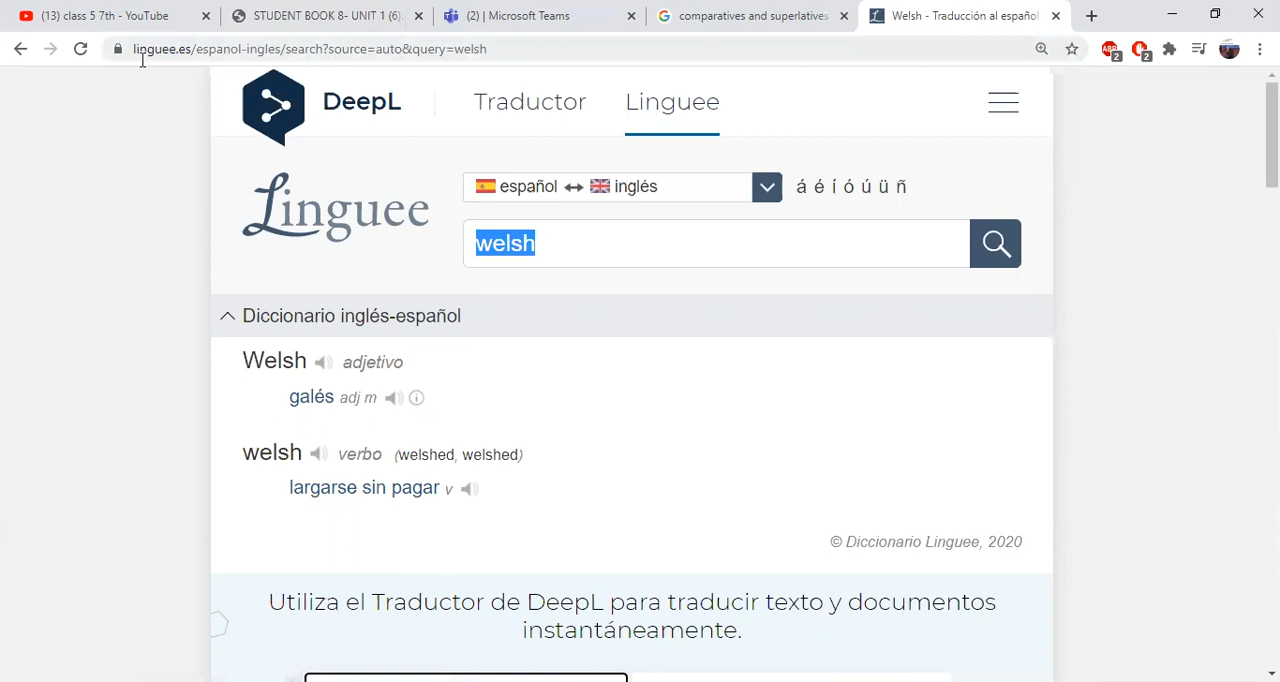 (13) class 5 7th - YouTube
STUDENT BOOK 8- UNIT 1 (6).
(2) | Microsoft Teams
comparatives and superlatives
Welsh - Traducción al español
linguee.es/espanol-ingles/search?source=auto&query=welsh
ABP 2
2
DeepL
Traductor
Linguee
Linguee
español ↔ inglés
á é í ó ú ü ñ
welsh
Diccionario inglés-español
Welsh adjetivo
galés adj m
welsh verbo (welshed, welshed)
largarse sin pagar v
© Diccionario Linguee, 2020
Utiliza el Traductor de DeepL para traducir texto y documentos
instantáneamente.